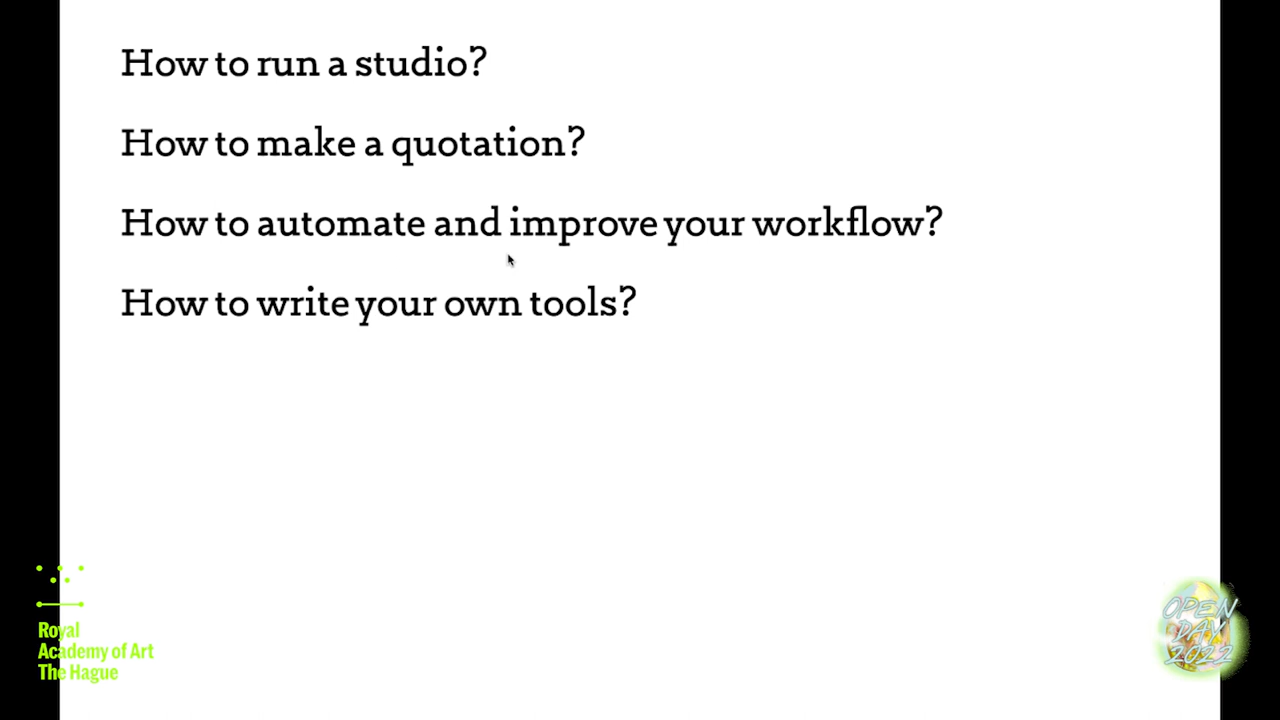 How to run a studio?
How to make a quotation?
How to automate and improve your workflow?
How to write your own tools?
Royal
Academy of Art
The Hague
OPEN
DAY
2022